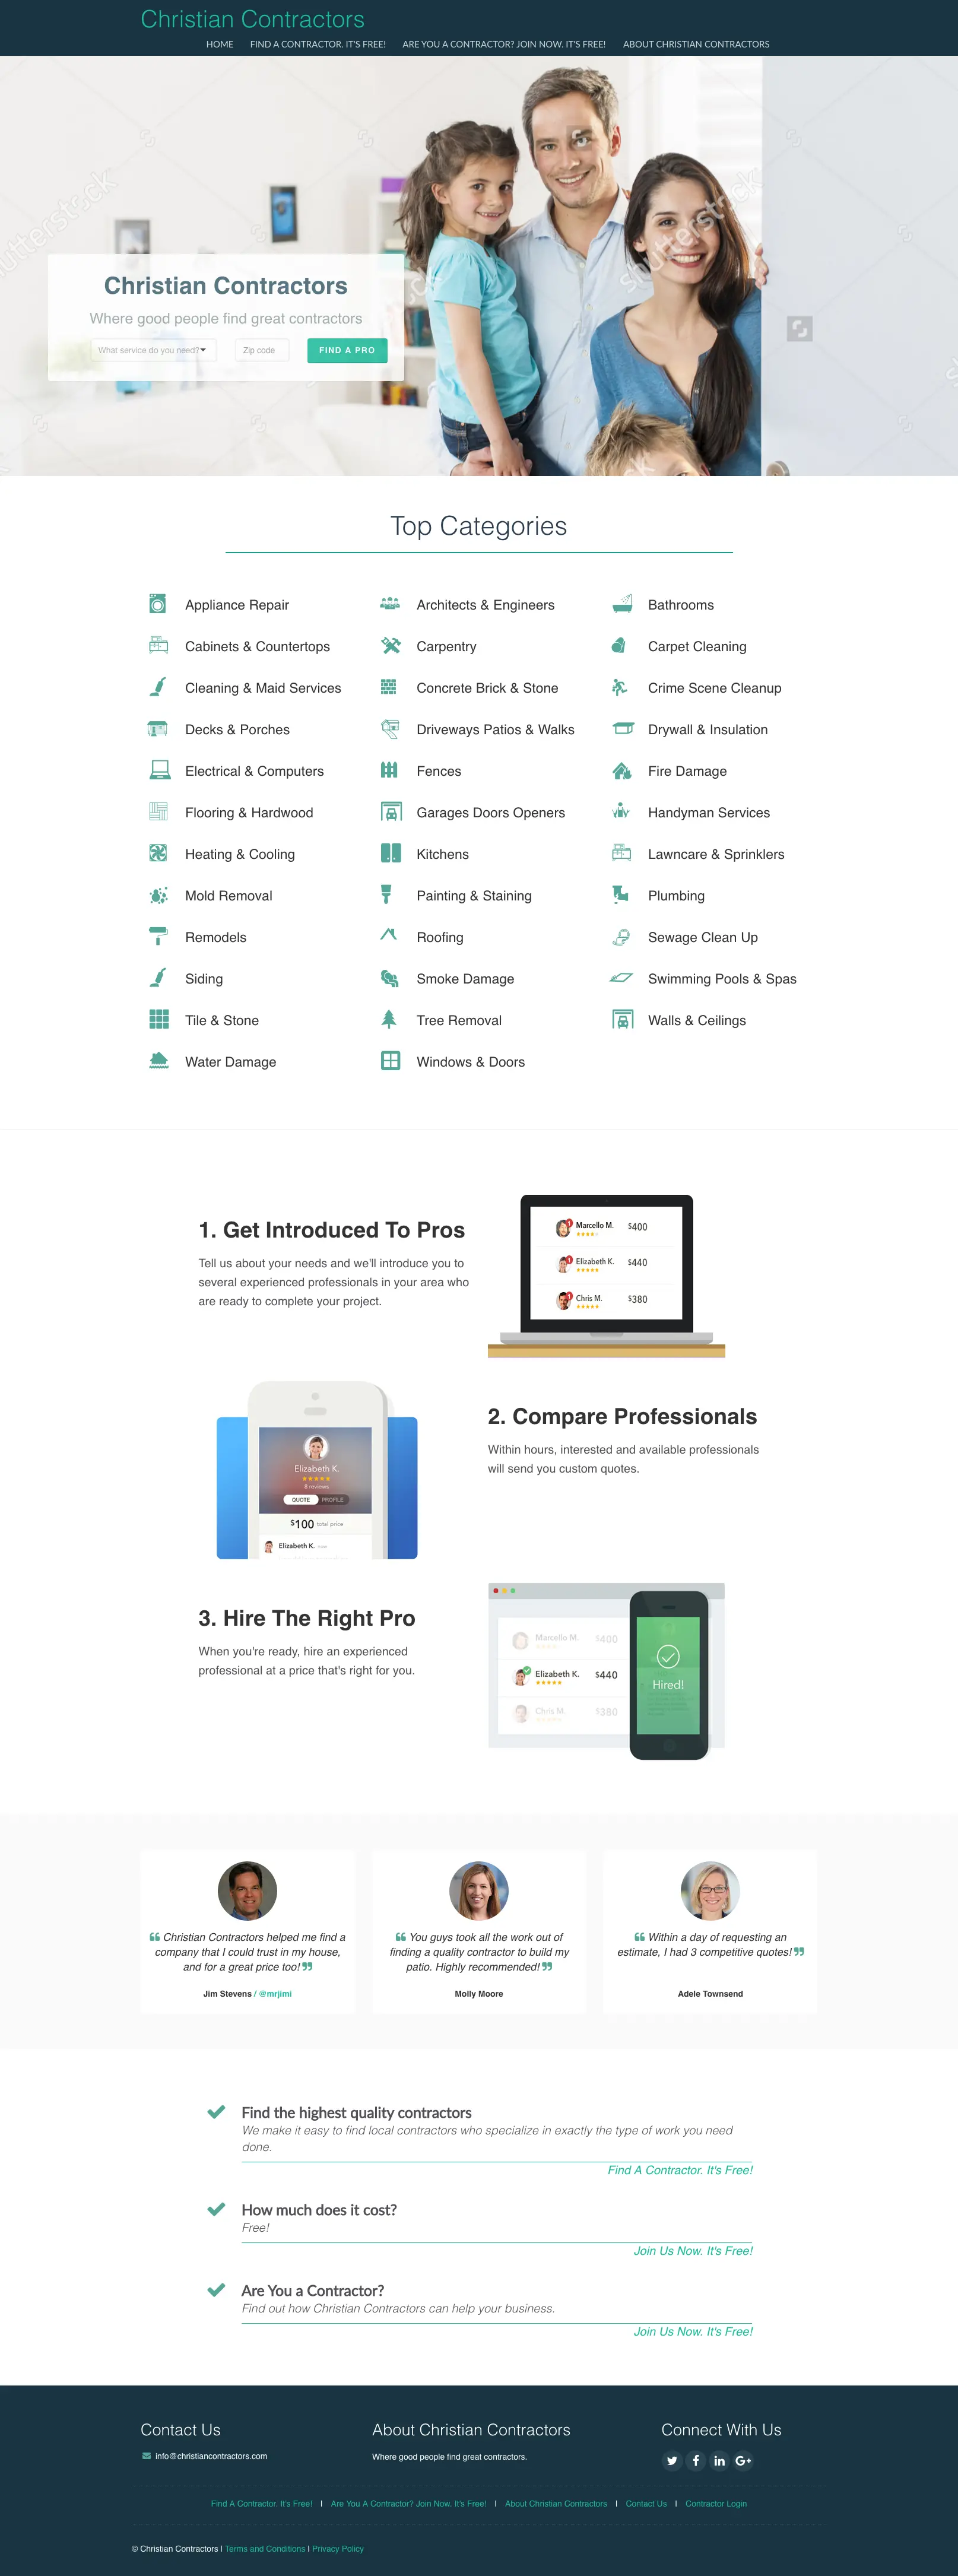 Christian Contractors
HOME FIND A CONTRACTOR. IT'S FREE! ARE YOU A CONTRACTOR? JOIN NOW. IT'S FREE! ABOUT CHRISTIAN CONTRACTORS
shutterstock
shutterstock
Christian Contractors
Where good people find great contractors
What service do you need? Zip code FIND A PRO
Top Categories
Appliance Repair Architects & Engineers Bathrooms
Cabinets & Countertops Carpentry Carpet Cleaning
Cleaning & Maid Services Concrete Brick & Stone Crime Scene Cleanup
Decks & Porches Driveways Patios & Walks Drywall & Insulation
Electrical & Computers Fences Fire Damage
Flooring & Hardwood Garages Doors Openers Handyman Services
Heating & Cooling Kitchens Lawncare & Sprinklers
Mold Removal Painting & Staining Plumbing
Remodels Roofing Sewage Clean Up
Siding Smoke Damage Swimming Pools & Spas
Tile & Stone Tree Removal Walls & Ceilings
Water Damage Windows & Doors
1. Get Introduced To Pros
Tell us about your needs and we'll introduce you to
several experienced professionals in your area who
are ready to complete your project.
Marcello M. $400
Elizabeth K. $440
Chris M. $380
Elizabeth K.
8 reviews
QUOTE PROFILE
$100 total price
Elizabeth K. now
2. Compare Professionals
Within hours, interested and available professionals
will send you custom quotes.
3. Hire The Right Pro
When you're ready, hire an experienced
professional at a price that's right for you.
Marcello M. $400
Elizabeth K. $440
Chris M. $380
Hired!
Christian Contractors helped me find a
company that I could trust in my house,
and for a great price too!
Jim Stevens / @mrjimi
You guys took all the work out of
finding a quality contractor to build my
patio. Highly recommended!
Molly Moore
Within a day of requesting an
estimate, I had 3 competitive quotes!
Adele Townsend
Find the highest quality contractors
We make it easy to find local contractors who specialize in exactly the type of work you need
done.
Find A Contractor. It's Free!
How much does it cost?
Free!
Join Us Now. It's Free!
Are You a Contractor?
Find out how Christian Contractors can help your business.
Join Us Now. It's Free!
Contact Us
info@christiancontractors.com
About Christian Contractors
Where good people find great contractors.
Connect With Us
Find A Contractor. It's Free! | Are You A Contractor? Join Now. It's Free! | About Christian Contractors | Contact Us | Contractor Login
© Christian Contractors | Terms and Conditions | Privacy Policy